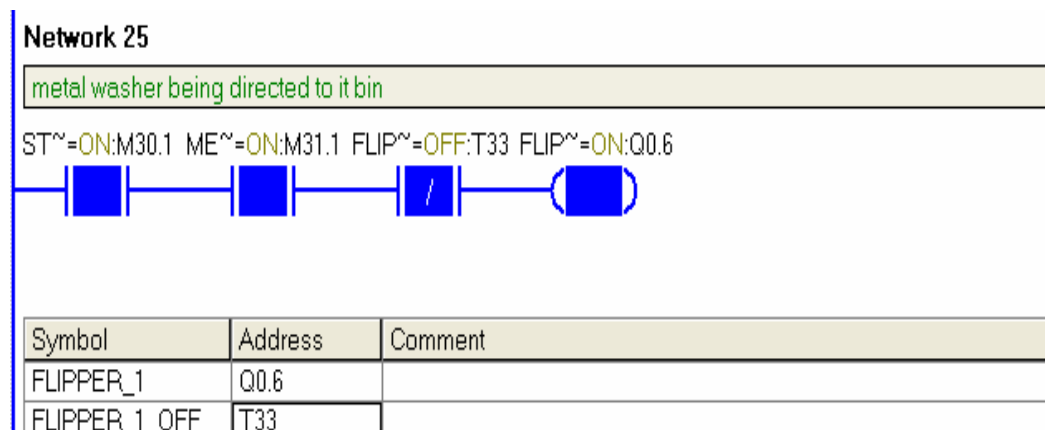 Network 25
metal washer being directed to it bin
ST~=ON:M30.1 ME~=ON:M31.1 FLIP~=OFF:T33 FLIP~=ON:Q0.6
/
Symbol Address Comment
FLIPPER_1 Q0.6
FLIPPER_1_OFF T33